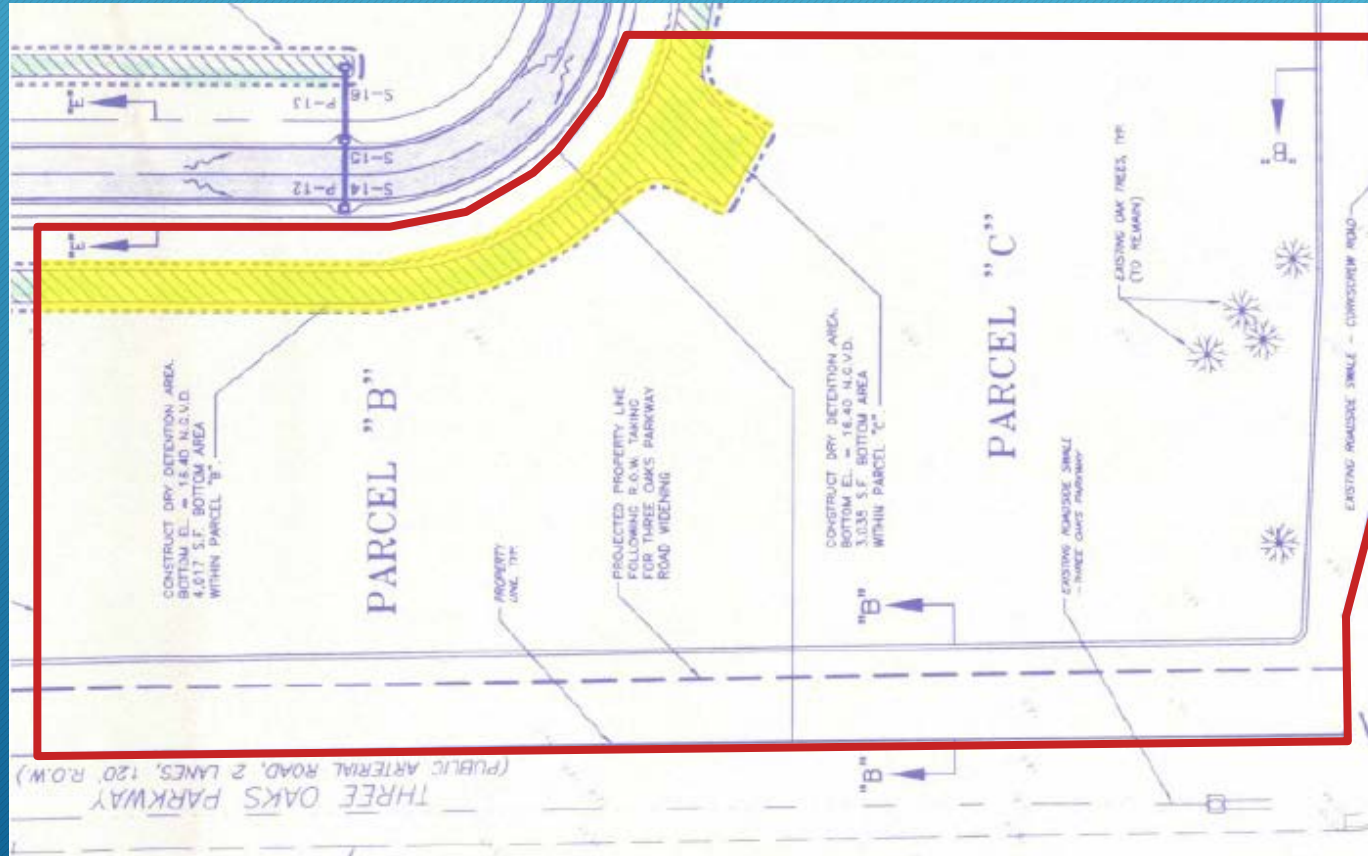 "E"
P-13
S-16
S-15
S-14
P-12
"E"
"B"
EXISTING OAK TREES, TYP.
(TO REMAIN)
PARCEL "C"
EXISTING ROADSIDE SWALE - CORKSCREW ROAD
CONSTRUCT DRY DETENTION AREA.
BOTTOM EL. = 16.40 N.G.V.D.
4,017 S.F. BOTTOM AREA
WITHIN PARCEL "B".
PARCEL "B"
PROPERTY
LINE, TYP.
PROJECTED PROPERTY LINE
FOLLOWING R.O.W. TAKING
FOR THREE OAKS PARKWAY
ROAD WIDENING
CONSTRUCT DRY DETENTION AREA.
BOTTOM EL. = 16.40 N.G.V.D.
3,035 S.F. BOTTOM AREA
WITHIN PARCEL "C".
EXISTING ROADSIDE SWALE
- THREE OAKS PARKWAY
"B"
"B"
THREE OAKS PARKWAY
(PUBLIC ARTERIAL ROAD, 2 LANES, 120' R.O.W.)